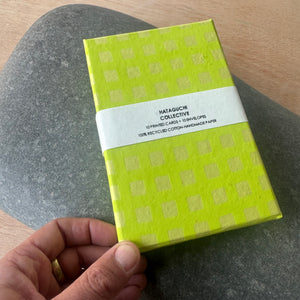 HATAGUCHI
COLLECTIVE
10 PRINTED CARDS + 10 ENVELOPES
100% RECYCLED COTTON HANDMADE PAPER